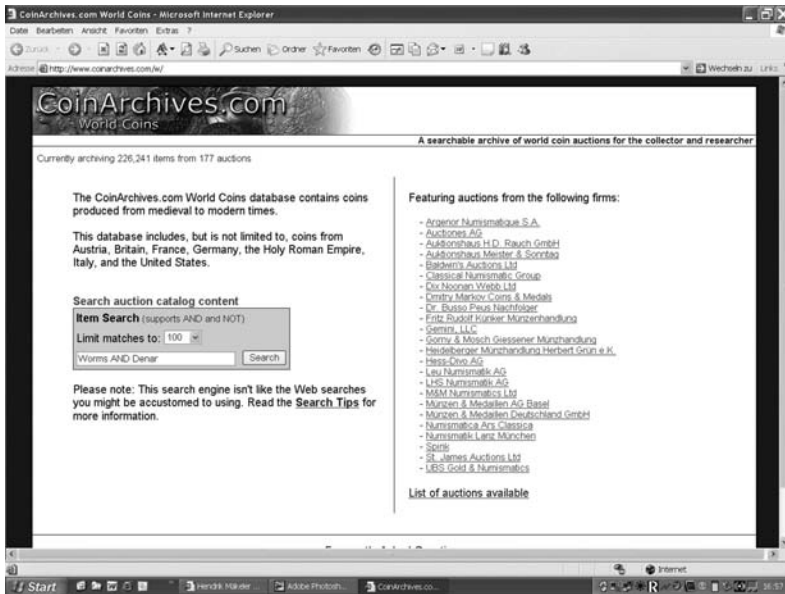 CoinArchives.com World Coins - Microsoft Internet Explorer
Datei Bearbeiten Ansicht Favoriten Extras ?
Zurück Suchen Ordner Favoriten
Adresse http://www.coinarchives.com/w/ Wechseln zu Links
CoinArchives.com
World Coins
A searchable archive of world coin auctions for the collector and researcher
Currently archiving 226,241 items from 177 auctions
The CoinArchives.com World Coins database contains coins
produced from medieval to modern times.
This database includes, but is not limited to, coins from
Austria, Britain, France, Germany, the Holy Roman Empire,
Italy, and the United States.
Search auction catalog content
Item Search (supports AND and NOT)
Limit matches to: 100
Worms AND Denar Search
Please note: This search engine isn't like the Web searches
you might be accustomed to using. Read the Search Tips for
more information.
Featuring auctions from the following firms:
- Argenor Numismatique S.A.
- Auctiones AG
- Auktionshaus H.D. Rauch GmbH
- Auktionshaus Meister & Sonntag
- Baldwin's Auctions Ltd
- Classical Numismatic Group
- Dix Noonan Webb Ltd
- Dmitry Markov Coins & Medals
- Dr. Busso Peus Nachfolger
- Fritz Rudolf Künker Münzenhandlung
- Gemini, LLC
- Gorny & Mosch Giessener Münzhandlung
- Heidelberger Münzhandlung Herbert Grün e.K.
- Hess-Divo AG
- Leu Numismatik AG
- LHS Numismatik AG
- M&M Numismatics Ltd
- Münzen & Medaillen AG Basel
- Münzen & Medaillen Deutschland GmbH
- Numismatica Ars Classica
- Numismatik Lanz München
- Spink
- St. James Auctions Ltd
- UBS Gold & Numismatics
List of auctions available
Internet
Start Hendrik Mäkeler ... Adobe Photosh... CoinArchives.co... 16:57